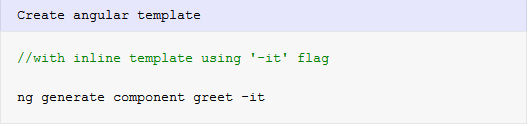 Create angular template
//with inline template using '-it' flag
ng generate component greet -it